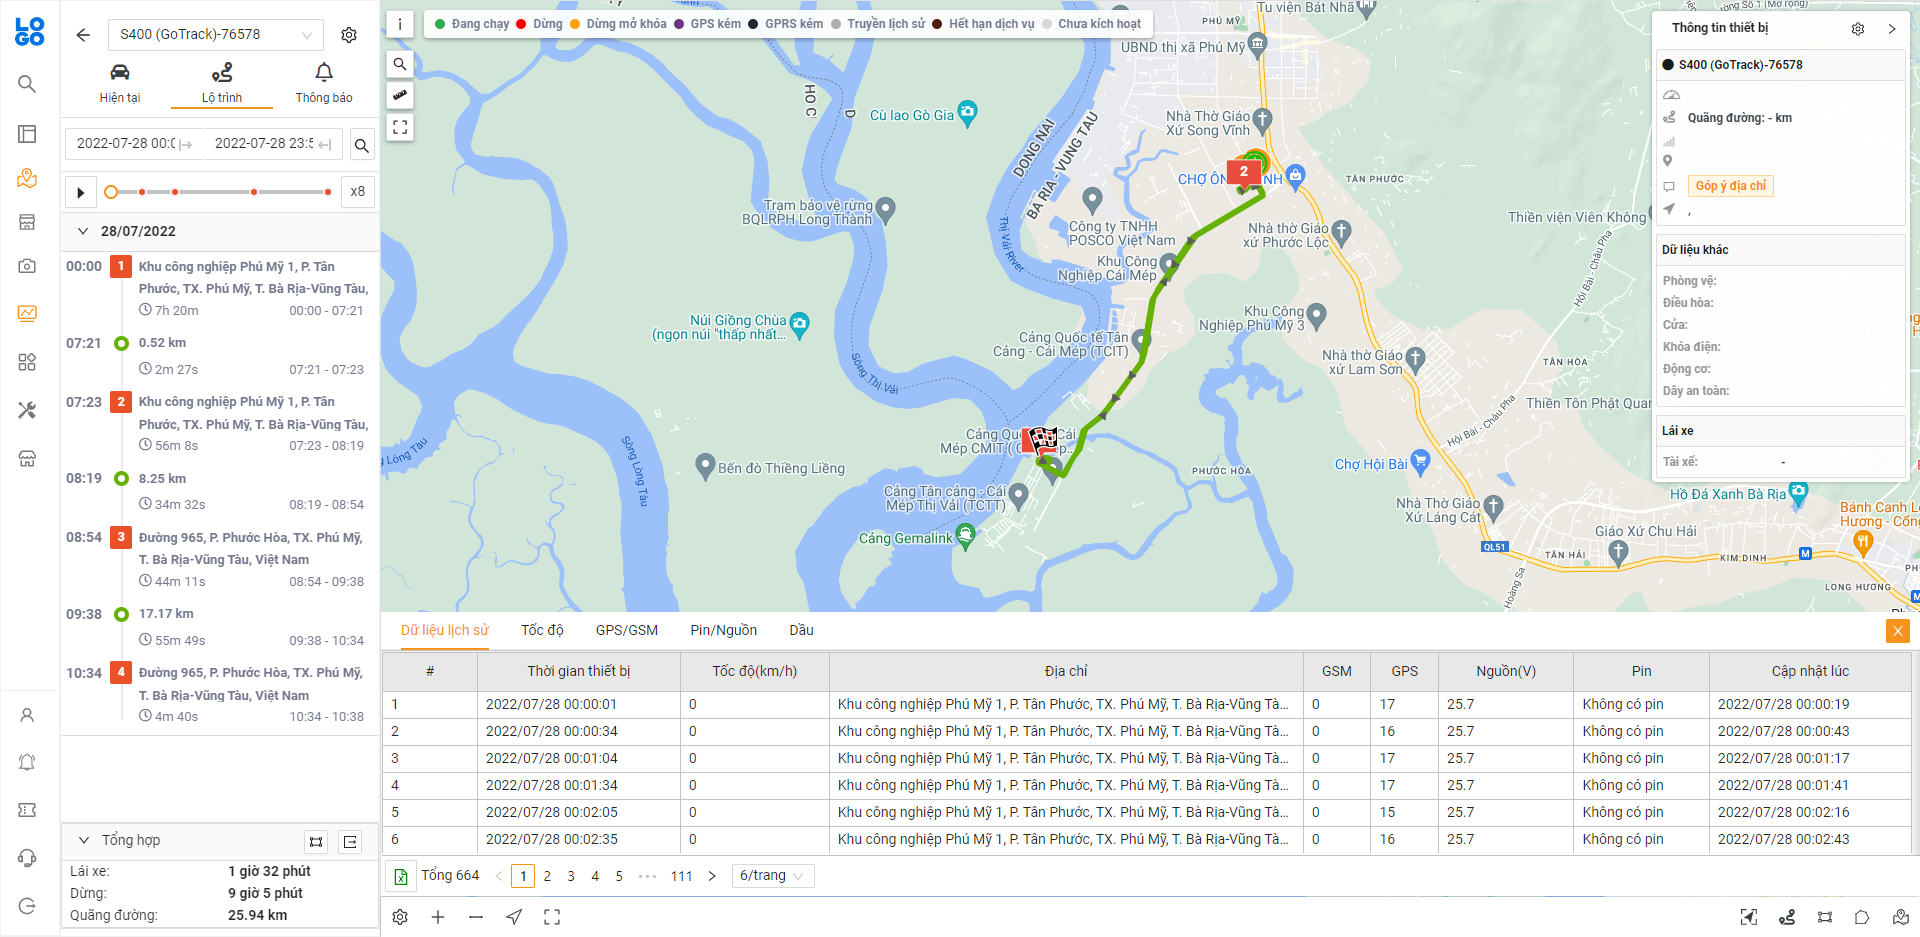 LO
GO
S400 (GoTrack)-76578
Hiện tại
Lộ trình
Thông báo
2022-07-28 00:0
2022-07-28 23:5
x8
28/07/2022
00:00
1
Khu công nghiệp Phú Mỹ 1, P. Tân
Phước, TX. Phú Mỹ, T. Bà Rịa-Vũng Tàu,
7h 20m
00:00 - 07:21
07:21
0.52 km
2m 27s
07:21 - 07:23
07:23
2
Khu công nghiệp Phú Mỹ 1, P. Tân
Phước, TX. Phú Mỹ, T. Bà Rịa-Vũng Tàu,
56m 8s
07:23 - 08:19
08:19
8.25 km
34m 32s
08:19 - 08:54
08:54
3
Đường 965, P. Phước Hòa, TX. Phú Mỹ,
T. Bà Rịa-Vũng Tàu, Việt Nam
44m 11s
08:54 - 09:38
09:38
17.17 km
55m 49s
09:38 - 10:34
10:34
4
Đường 965, P. Phước Hòa, TX. Phú Mỹ,
T. Bà Rịa-Vũng Tàu, Việt Nam
4m 40s
10:34 - 10:38
Tổng hợp
Lái xe:
1 giờ 32 phút
Dừng:
9 giờ 5 phút
Quãng đường:
25.94 km
i
Đang chạy
Dừng
Dừng mở khóa
GPS kém
GPRS kém
Truyền lịch sử
Hết hạn dịch vụ
Chưa kích hoạt
PHÚ MỸ
Tu viện Bát Nhã
UBND thị xã Phú Mỹ
HO C
D
DONG NAI
BA RIA - VUNG TAU
Cù lao Gò Gia
Nhà Thờ Giáo
Xứ Song Vĩnh
2
CHỢ ÔN
NH
TÂN PHƯỚC
Trạm bảo vệ rừng
BQLRPH Long Thành
Công ty TNHH
POSCO Việt Nam
Thị Vải River
Nhà thờ Giáo
xứ Phước Lộc
Thiền viện Viên Không
Khu Công
Nghiệp Cái Mép
Hội Bài - Châu Pha
Núi Giồng Chùa
(ngọn núi "thấp nhất...
Khu Công
Nghiệp Phú Mỹ 3
Cảng Quốc tế Tân
Cảng - Cái Mép (TCIT)
Nhà thờ Giáo
xứ Lam Sơn
TÂN HÒA
Sông Thị Vải
Thiền Tôn Phật Quan
Hội Bài - Châu Pha
Sông Lòng Tàu
g Lòng Tàu
Bến đò Thiềng Liềng
PHƯỚC HÒA
Chợ Hội Bài
Cảng Tân cảng - Cái
Mép Thị Vải (TCTT)
Cảng Gemalink
Nhà Thờ Giáo
Xứ Láng Cát
Hồ Đá Xanh Bà Rịa
Giáo Xứ Chu Hải
Bánh Canh L
Hương - Cổng
QL51
TÂN HẢI
KIM DINH
M
LONG HƯƠNG
M
Hoàng Sa
Thông tin thiết bị
S400 (GoTrack)-76578
Quãng đường: - km
Góp ý địa chỉ
,
Dữ liệu khác
Phòng vệ:
Điều hòa:
Cửa:
Khóa điện:
Động cơ:
Dây an toàn:
Lái xe
Tài xế:
-
Dữ liệu lịch sử
Tốc độ
GPS/GSM
Pin/Nguồn
Dầu
X
#
Thời gian thiết bị
Tốc độ(km/h)
Địa chỉ
GSM
GPS
Nguồn(V)
Pin
Cập nhật lúc
1 2022/07/28 00:00:01 0 Khu công nghiệp Phú Mỹ 1, P. Tân Phước, TX. Phú Mỹ, T. Bà Rịa-Vũng Tà... 0 17 25.7 Không có pin 2022/07/28 00:00:19
2 2022/07/28 00:00:34 0 Khu công nghiệp Phú Mỹ 1, P. Tân Phước, TX. Phú Mỹ, T. Bà Rịa-Vũng Tà... 0 16 25.7 Không có pin 2022/07/28 00:00:43
3 2022/07/28 00:01:04 0 Khu công nghiệp Phú Mỹ 1, P. Tân Phước, TX. Phú Mỹ, T. Bà Rịa-Vũng Tà... 0 17 25.7 Không có pin 2022/07/28 00:01:17
4 2022/07/28 00:01:34 0 Khu công nghiệp Phú Mỹ 1, P. Tân Phước, TX. Phú Mỹ, T. Bà Rịa-Vũng Tà... 0 17 25.7 Không có pin 2022/07/28 00:01:41
5 2022/07/28 00:02:05 0 Khu công nghiệp Phú Mỹ 1, P. Tân Phước, TX. Phú Mỹ, T. Bà Rịa-Vũng Tà... 0 15 25.7 Không có pin 2022/07/28 00:02:16
6 2022/07/28 00:02:35 0 Khu công nghiệp Phú Mỹ 1, P. Tân Phước, TX. Phú Mỹ, T. Bà Rịa-Vũng Tà... 0 16 25.7 Không có pin 2022/07/28 00:02:43
Tổng 664
1 2 3 4 5 ••• 111
6/trang